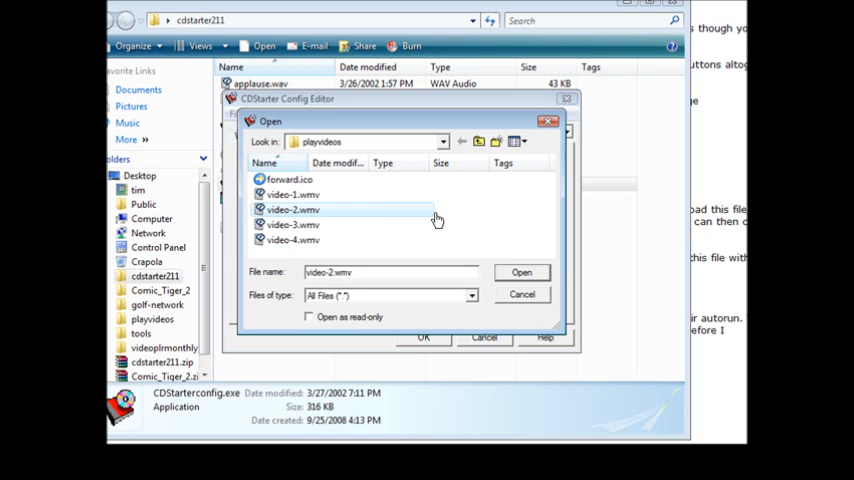 cdstarter211
Search
Organize
Views
Open
E-mail
Share
Burn
s though yo
Name
Date modified
Type
Size
Tags
avorite Links
applause.wav
3/26/2002 1:57 PM
WAV Audio
43 KB
uttons altog
Documents
CDStarter Config Editor
ge
Pictures
Open
Music
Look in:
playvideos
More »
Name
Date modif...
Type
Size
Tags
olders
forward.ico
Desktop
video-1.wmv
tim
video-2.wmv
Public
video-3.wmv
Computer
video-4.wmv
Network
Control Panel
Crapola
cdstarter211
Comic_Tiger_2
golf-network
playvideos
tools
videoplrmonthly
cdstarter211.zip
Comic_Tiger_2.zi
File name:
video-2.wmv
Open
Files of type:
All Files (*.*)
Cancel
Open as read-only
OK
Cancel
Help
oad this file
can then c
his file with
ir autorun.
efore I
CDStarterconfig.exe
Date modified: 3/27/2002 7:11 PM
Application
Size: 316 KB
Date created: 9/25/2008 4:13 PM